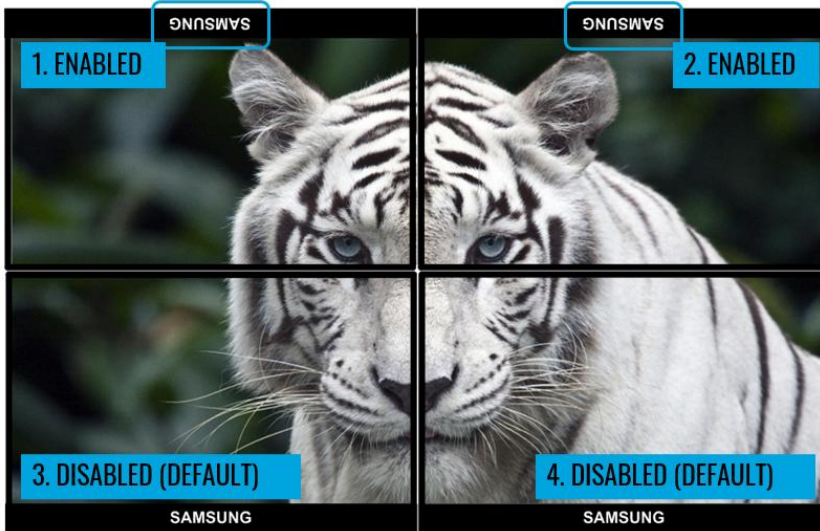 SAMSUNG
SAMSUNG
1. ENABLED
2. ENABLED
3. DISABLED (DEFAULT)
4. DISABLED (DEFAULT)
SAMSUNG
SAMSUNG